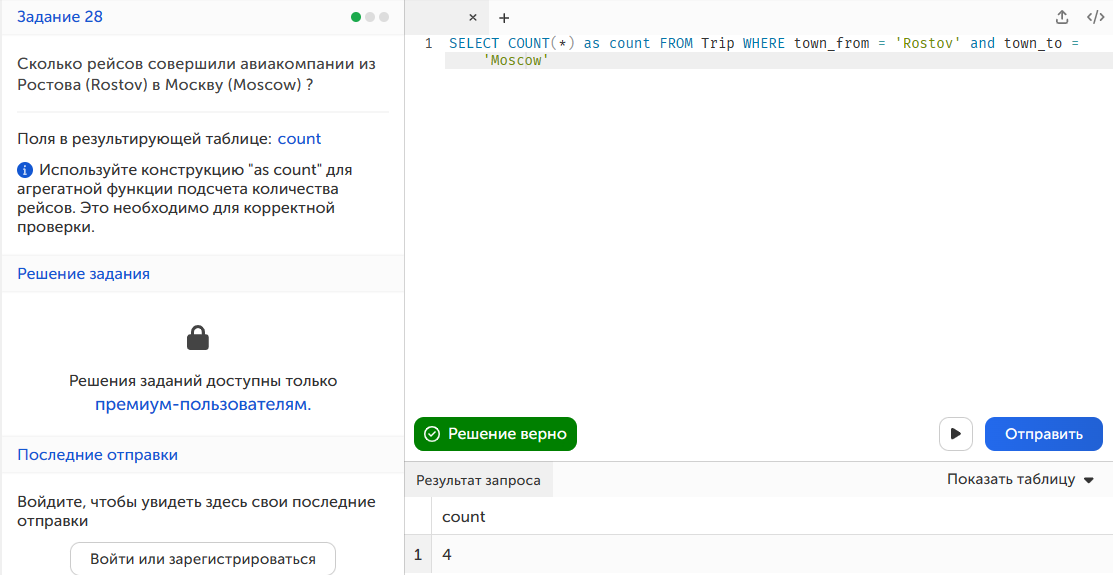 Задание 28
Сколько рейсов совершили авиакомпании из
Ростова (Rostov) в Москву (Moscow) ?
Поля в результирующей таблице: count
Используйте конструкцию "as count" для
агрегатной функции подсчета количества
рейсов. Это необходимо для корректной
проверки.
Решение задания
Решения заданий доступны только
премиум-пользователям.
Последние отправки
Войдите, чтобы увидеть здесь свои последние
отправки
Войти или зарегистрироваться
1 SELECT COUNT(*) as count FROM Trip WHERE town_from = 'Rostov' and town_to =
'Moscow'
Решение верно
Отправить
Результат запроса
Показать таблицу
count
1 4